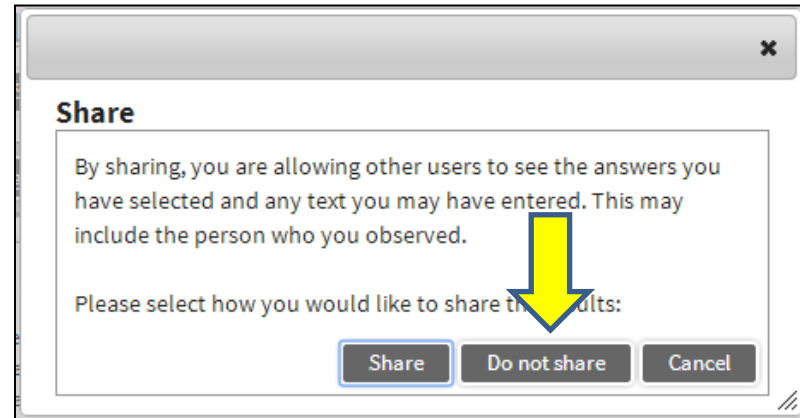 Share
By sharing, you are allowing other users to see the answers you
have selected and any text you may have entered. This may
include the person who you observed.
Please select how you would like to share
Share Do not share Cancel